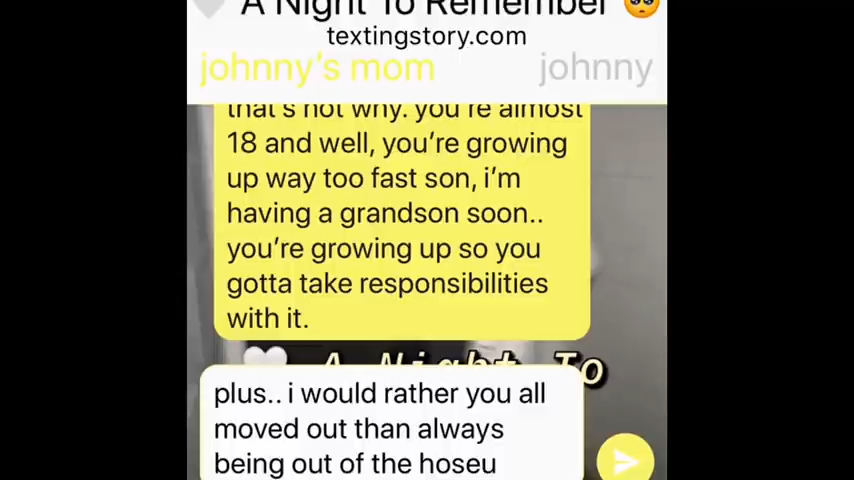 A Night To Remember 🥺
textingstory.com
johnny's mom
johnny
that's not why. you're almost
18 and well, you're growing
up way too fast son, i'm
having a grandson soon..
you're growing up so you
gotta take responsibilities
with it.
A Night To
plus.. i would rather you all
moved out than always
being out of the hoseu